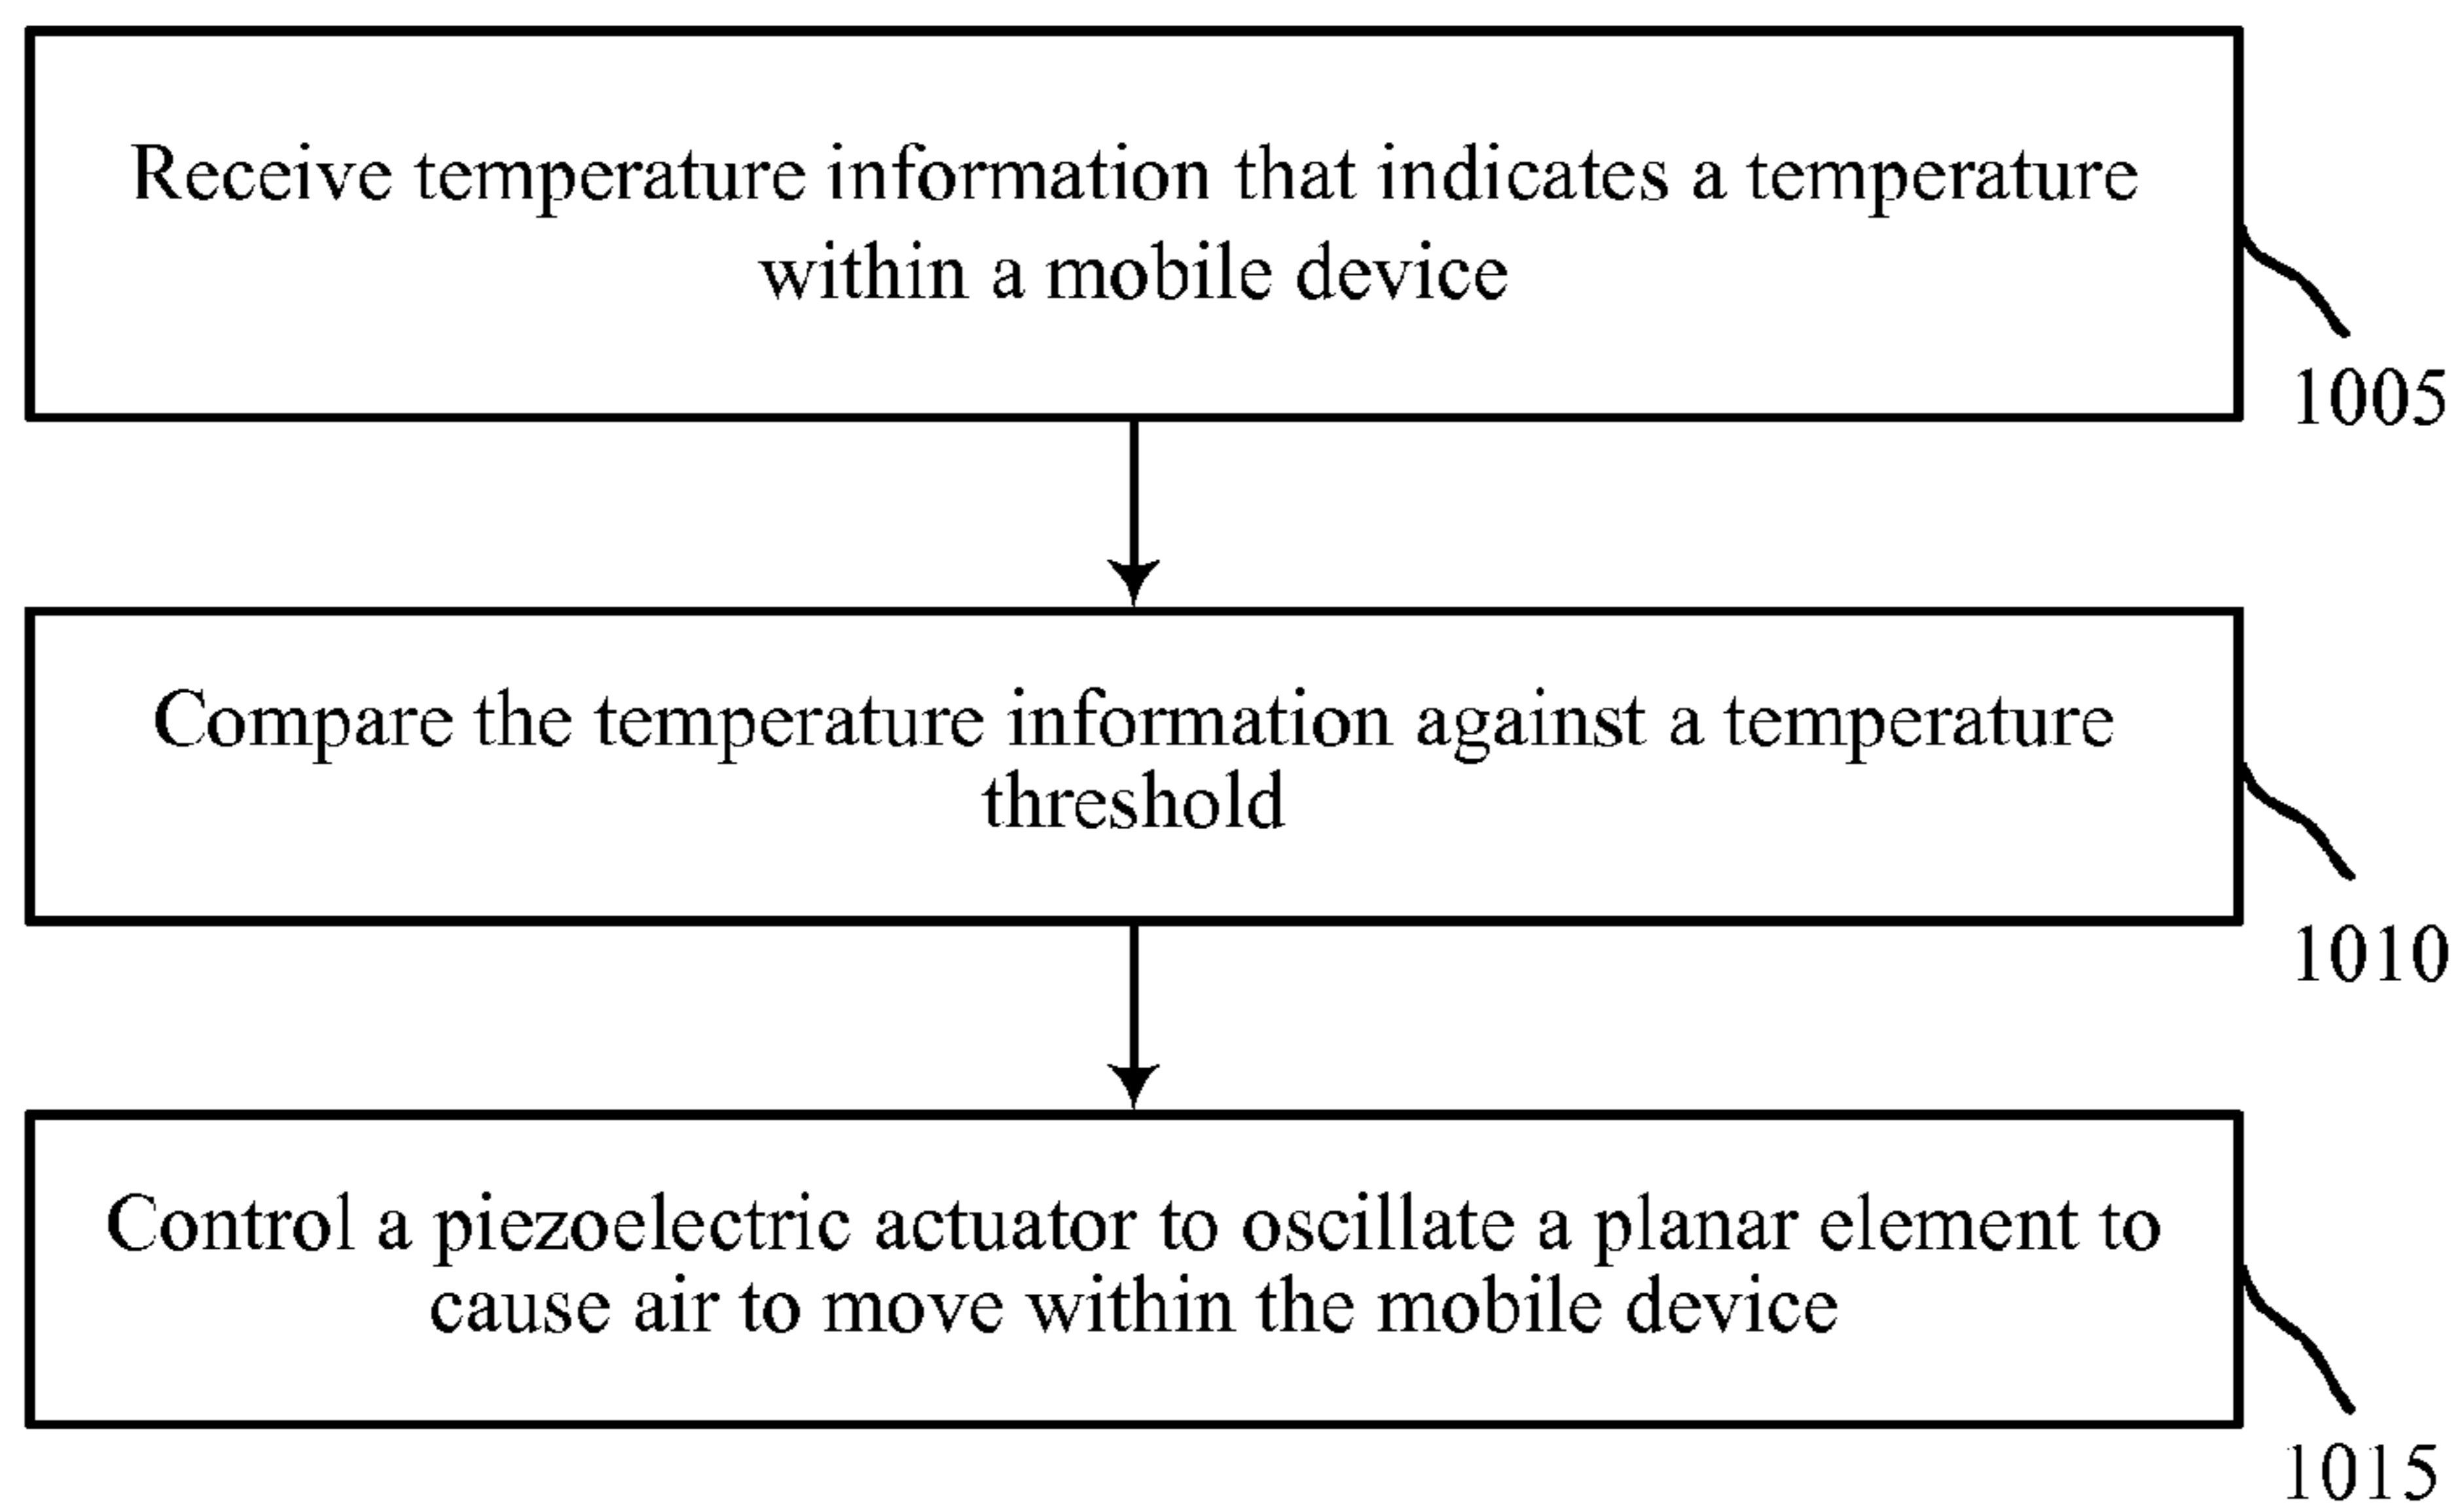 Receive temperature information that indicates a temperature
within a mobile device
1005
Compare the temperature information against a temperature
threshold
1010
Control a piezoelectric actuator to oscillate a planar element to
cause air to move within the mobile device
1015